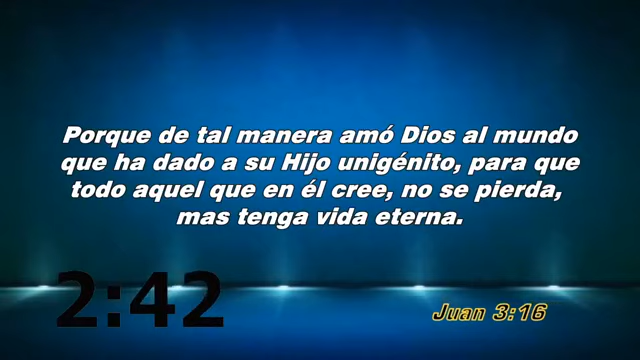 Porque de tal manera amó Dios al mundo
que ha dado a su Hijo unigénito, para que
todo aquel que en él cree, no se pierda,
mas tenga vida eterna.
2:42
Juan 3:16